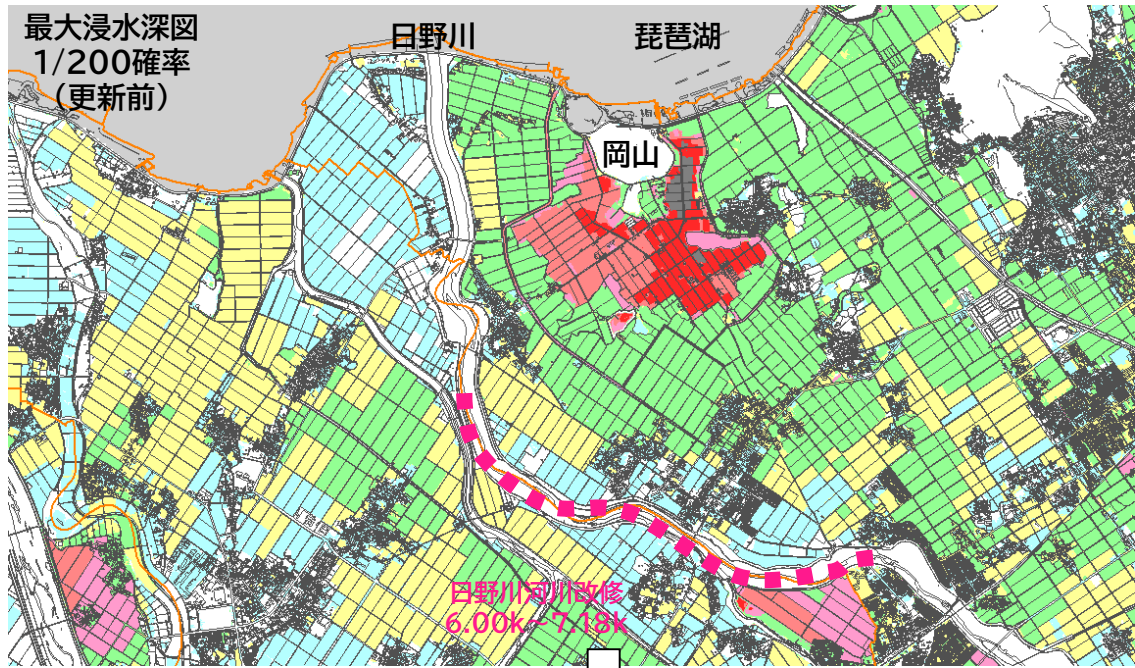 最大浸水深図
1/200確率
（更新前）
日野川
琵琶湖
岡山
日野川河川改修
6.00k～7.18k